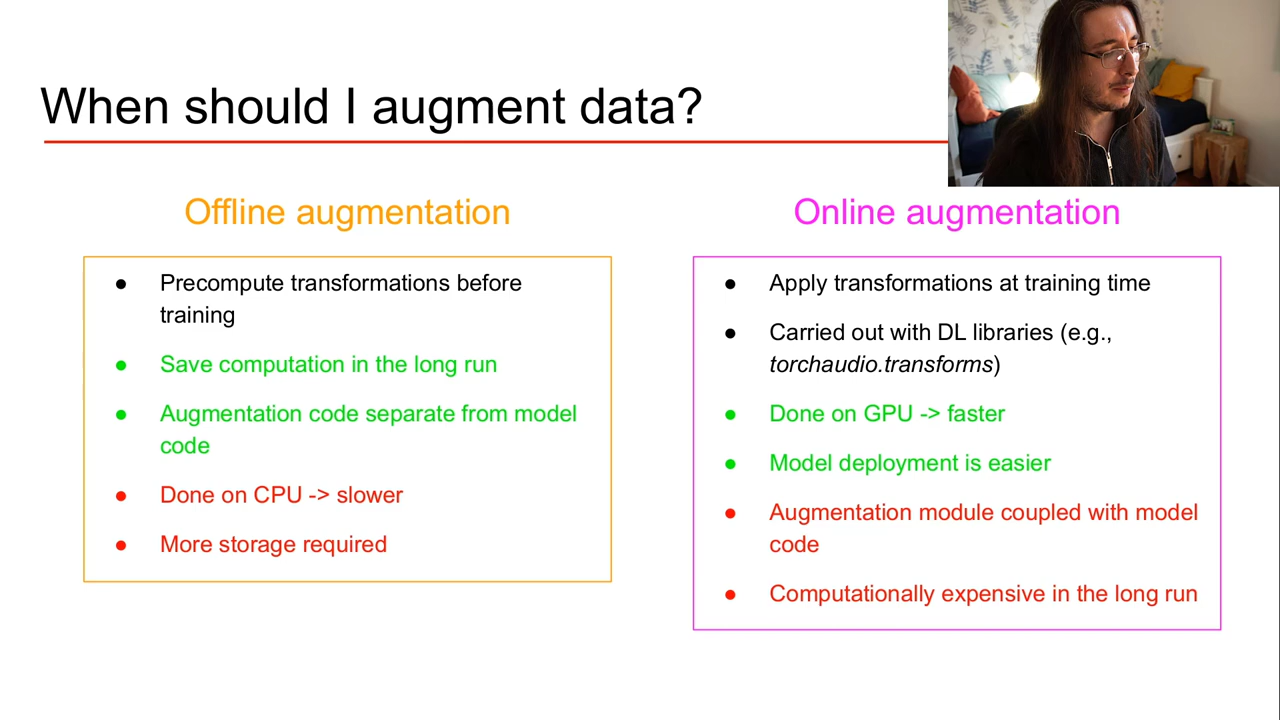 When should I augment data?
Offline augmentation
● Precompute transformations before
training
● Save computation in the long run
● Augmentation code separate from model
code
● Done on CPU -> slower
● More storage required
Online augmentation
● Apply transformations at training time
● Carried out with DL libraries (e.g.,
torchaudio.transforms)
● Done on GPU -> faster
● Model deployment is easier
● Augmentation module coupled with model
code
● Computationally expensive in the long run